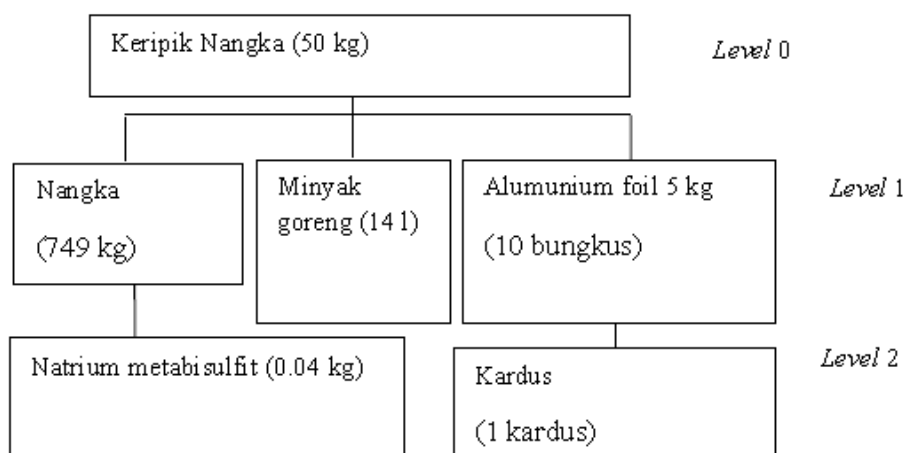 Keripik Nangka (50 kg)
Level 0
Nangka
(749 kg)
Minyak
goreng (14 l)
Alumunium foil 5 kg
(10 bungkus)
Level 1
Natrium metabisulfit (0.04 kg)
Kardus
(1 kardus)
Level 2